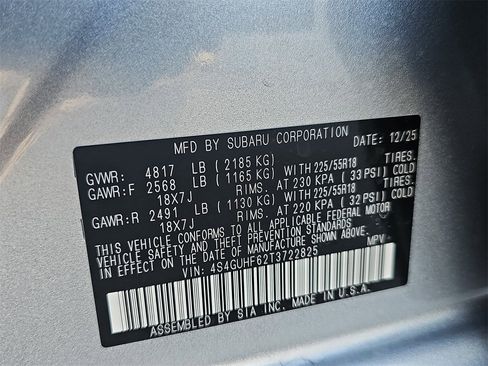 MFD BY SUBARU CORPORATION DATE: 12/25
GVWR: 4817 LB (2185 KG)
GAWR:F 2568 LB (1165 KG) WITH 225/55R18 TIRES.
18X7J RIMS. AT 230 KPA ( 33 PSI) COLD
GAWR:R 2491 LB (1130 KG) WITH 225/55R18 TIRES.
18X7J RIMS. AT 220 KPA ( 32 PSI) COLD
THIS VEHICLE CONFORMS TO ALL APPLICABLE FEDERAL MOTOR
VEHICLE SAFETY AND THEFT PREVENTION STANDARDS
IN EFFECT ON THE DATE OF MANUFACTURE SHOWN ABOVE.
VIN: 4S4GUHF62T3722825 MPV
ASSEMBLED BY SIA INC. MADE IN U.S.A.